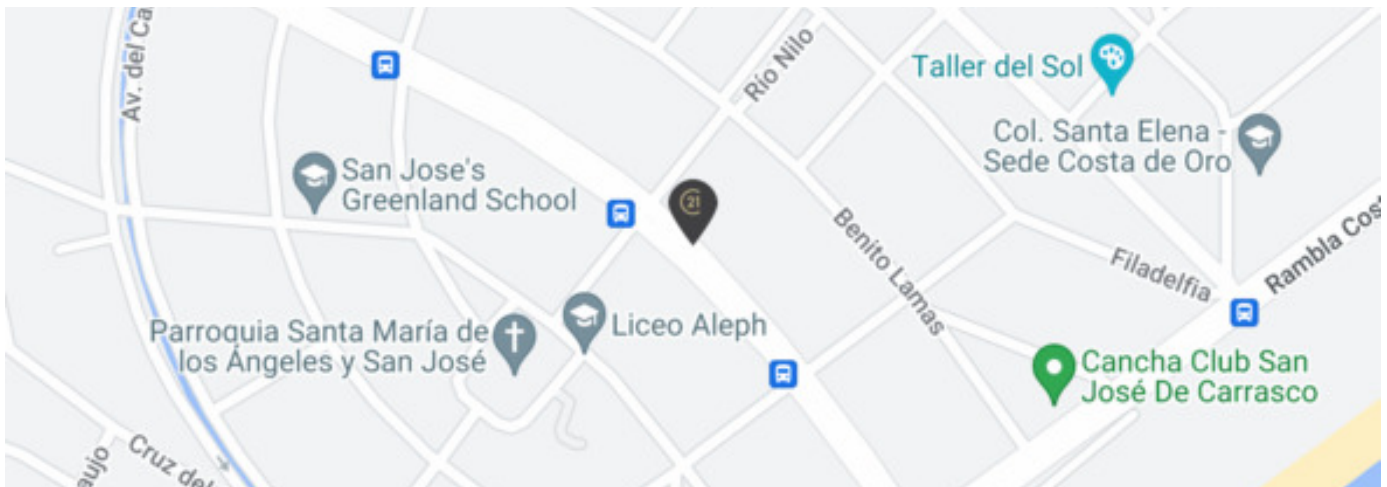 Av. del Ca
Río Nilo
Taller del Sol
Col. Santa Elena -
Sede Costa de Oro
San Jose's
Greenland School
21
Benito Lamas
Filadelfia
Rambla Cost
Parroquia Santa María de
los Ángeles y San José
Liceo Aleph
Cancha Club San
José De Carrasco
Cruz del
aujo